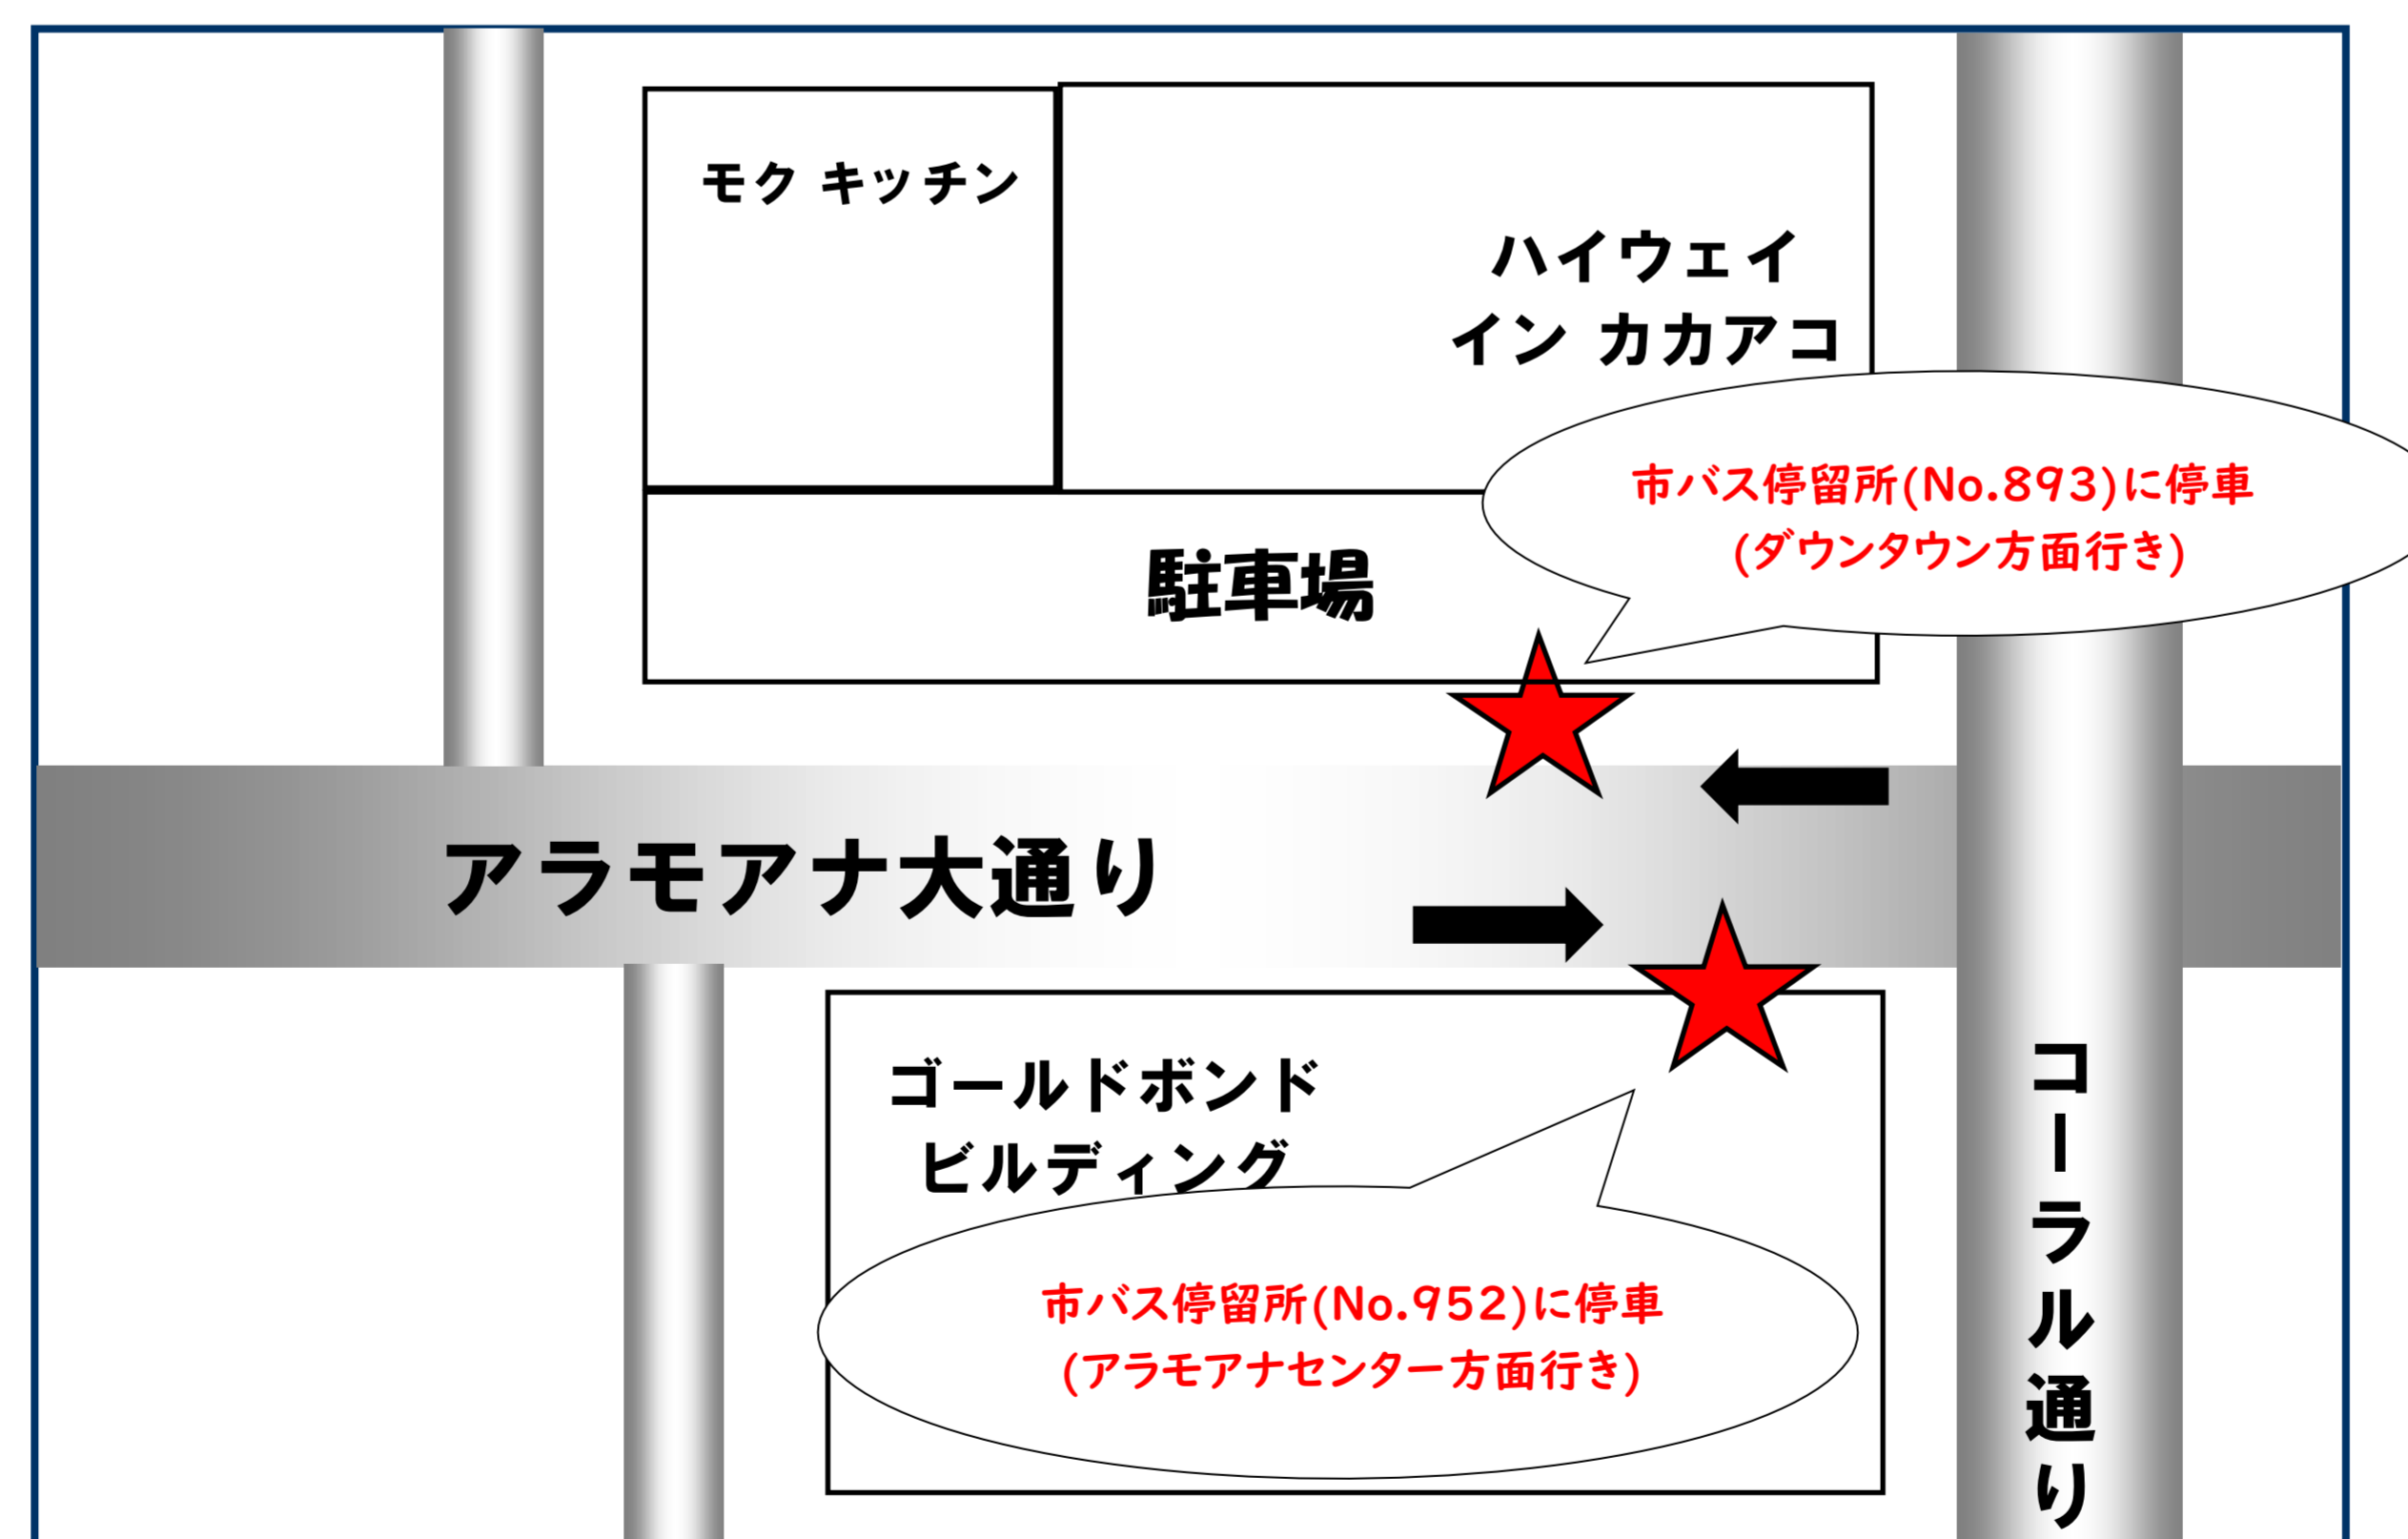 モク キッチン
ハイウェイ
イン カカアコ
市バス停留所(No.893)に停車
(ダウンタウン方面行き)
駐車場
アラモアナ大通り
ゴールドボンド
ビルディング
市バス停留所(No.952)に停車
(アラモアナセンター方面行き)
コーラル通り